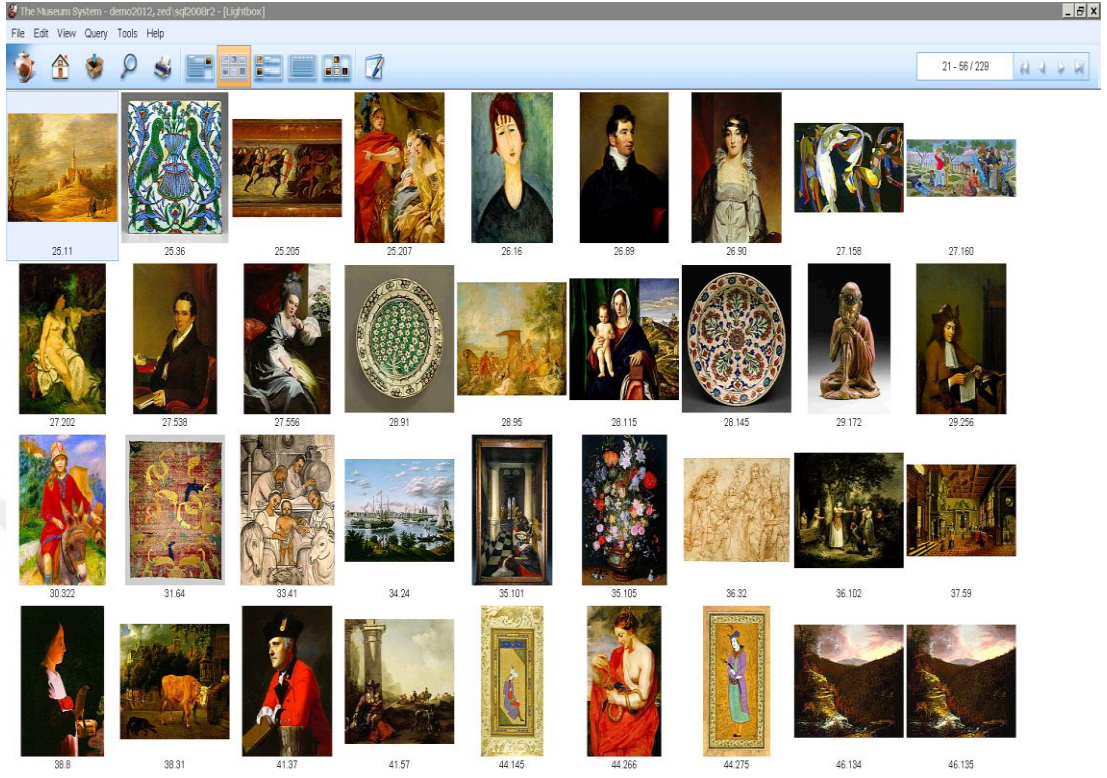 The Museum System - demo2012, zed\sql2008r2 - [Lightbox]
File Edit View Query Tools Help
21 - 56 / 229
25.11 25.36 25.205 25.207 26.16 26.89 26.90 27.158 27.160
27.202 27.538 27.556 28.91 28.95 28.115 28.145 29.172 29.256
30.322 31.64 33.41 34.24 35.101 35.105 36.32 36.102 37.59
38.8 38.31 41.37 41.57 44.145 44.266 44.275 46.134 46.135